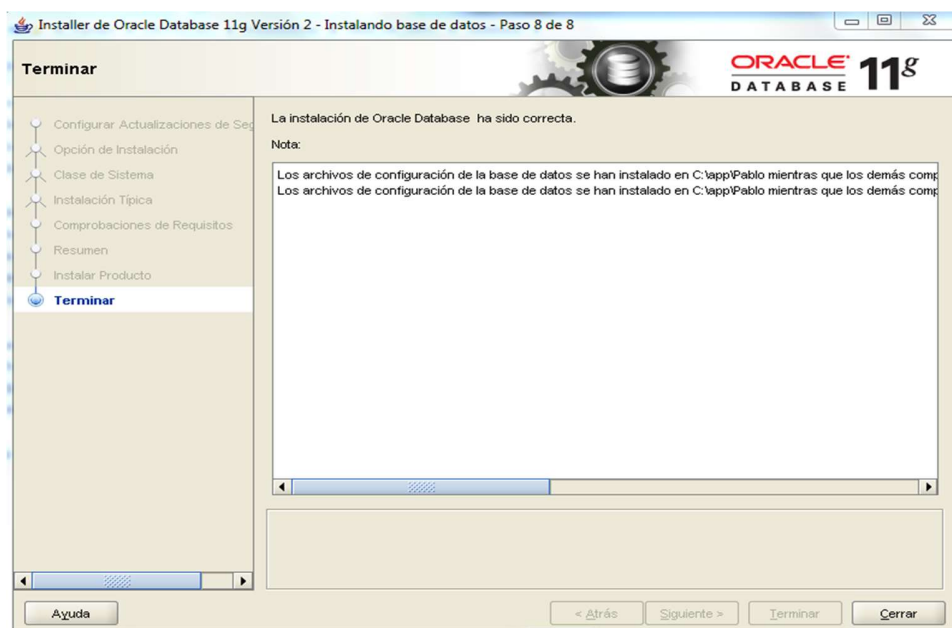 Installer de Oracle Database 11g Versión 2 - Instalando base de datos - Paso 8 de 8
Terminar
ORACLE
DATABASE
11g
Configurar Actualizaciones de Seg
Opción de Instalación
Clase de Sistema
Instalación Típica
Comprobaciones de Requisitos
Resumen
Instalar Producto
Terminar
La instalación de Oracle Database ha sido correcta.
Nota:
Los archivos de configuración de la base de datos se han instalado en C:\app\Pablo mientras que los demás comp
Los archivos de configuración de la base de datos se han instalado en C:\app\Pablo mientras que los demás comp
Ayuda
< Atrás
Siguiente >
Terminar
Cerrar